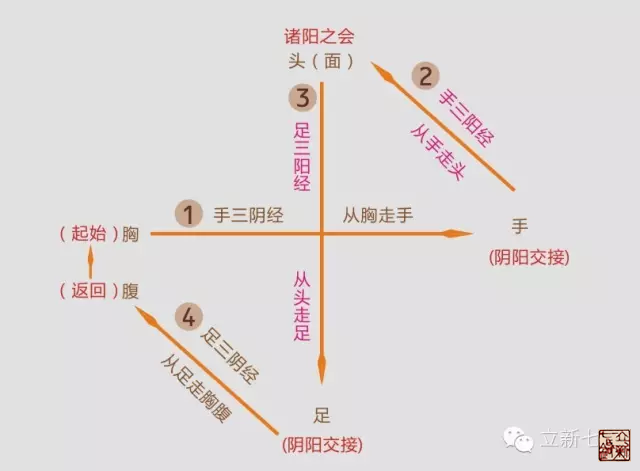 诸阳之会
头（面）
2
手三阳经
从手走头
3
足三阳经
1
手三阴经
从胸走手
（起始）胸
手
(阴阳交接)
从头走足
（返回）腹
4
足三阴经
从足走胸腹
足
(阴阳交接)
立新七